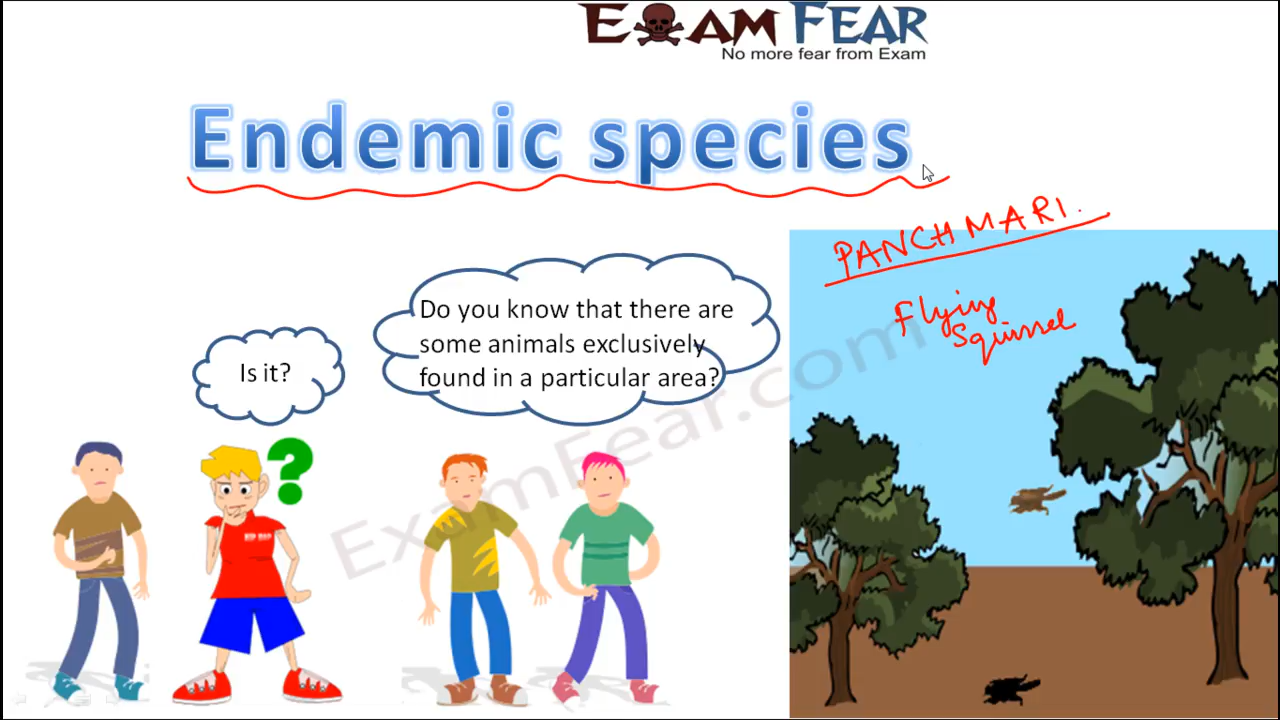 EXAM FEAR
No more fear from Exam
Endemic species
PANCHMARI.
Flying
Squirrel
Do you know that there are
some animals exclusively
found in a particular area?
Is it?
ExamFear.com